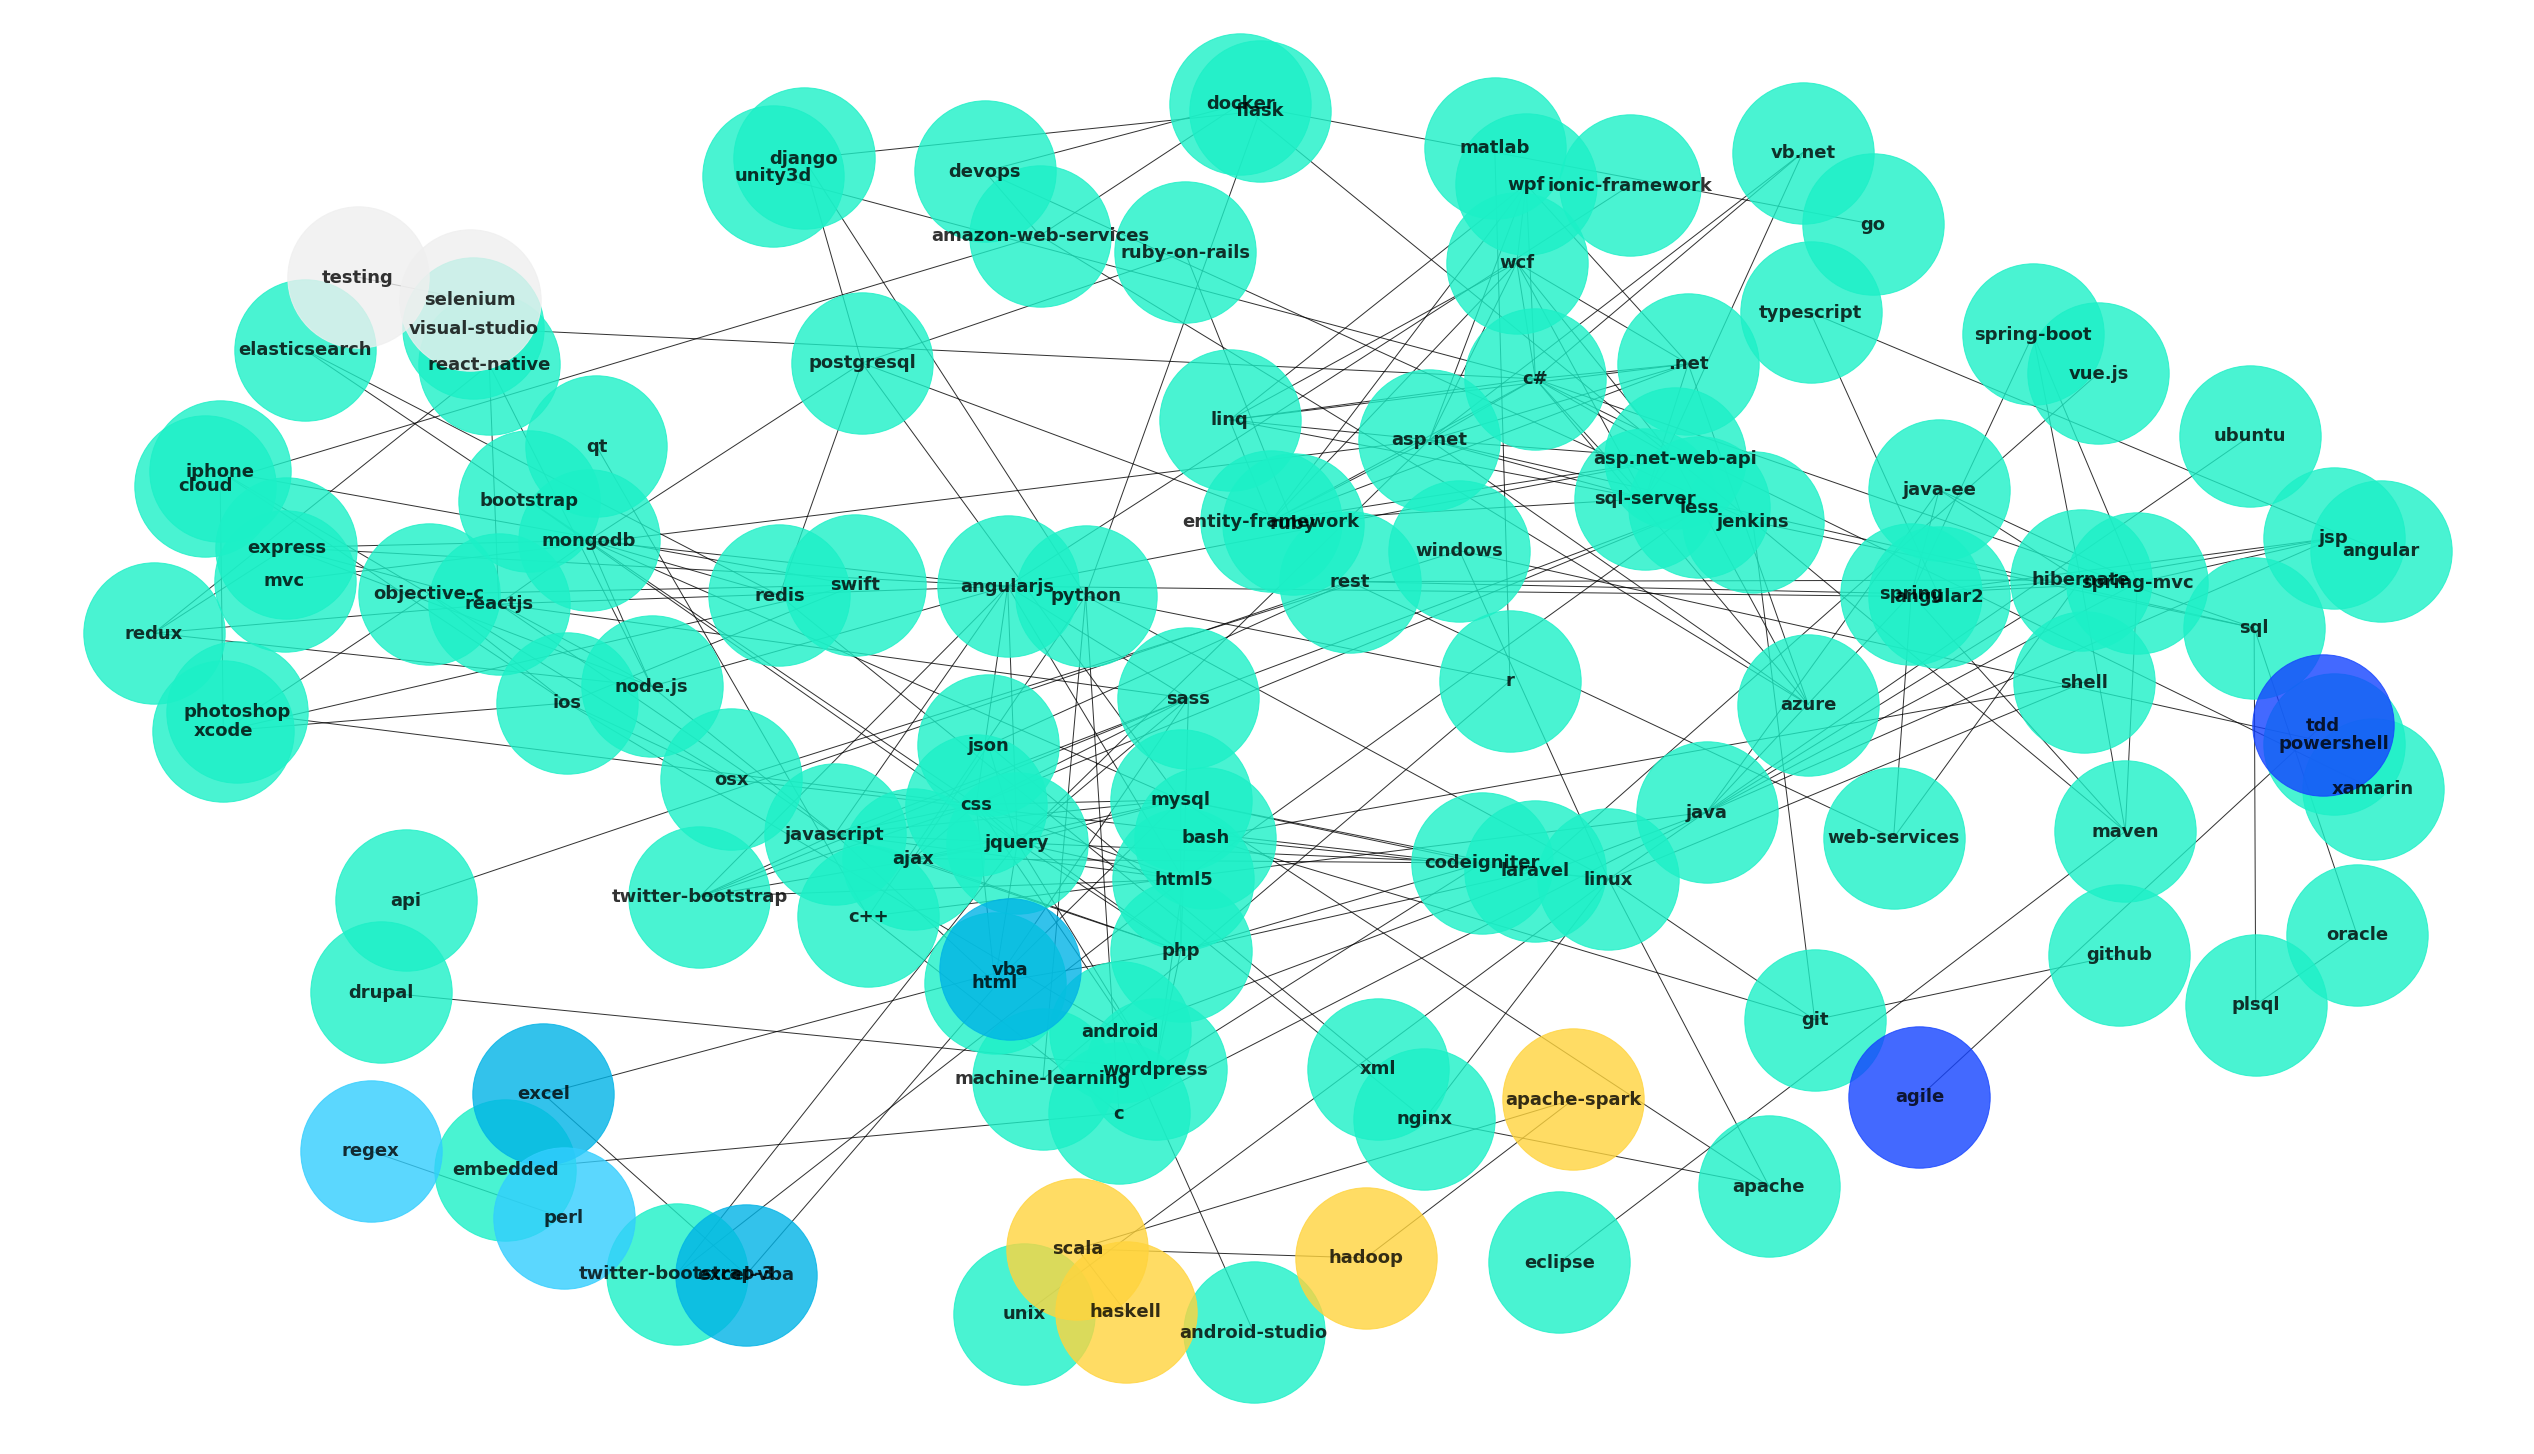 docker
flask
matlab
vb.net
django
unity3d
devops
wpf
ionic-framework
go
amazon-web-services
ruby-on-rails
wcf
testing
selenium
visual-studio
typescript
spring-boot
elasticsearch
react-native
postgresql
c#
.net
vue.js
linq
asp.net
ubuntu
qt
iphone
cloud
bootstrap
asp.net-web-api
sql-server
less
java-ee
entity-framework
ruby
jenkins
express
mongodb
windows
jsp
angular
mvc
objective-c
reactjs
redis
swift
angularjs
python
rest
spring
angular2
hibernate
spring-mvc
redux
sql
node.js
ios
sass
r
azure
shell
photoshop
xcode
tdd
powershell
json
osx
xamarin
css
mysql
java
javascript
jquery
bash
web-services
maven
ajax
html5
codeigniter
laravel
linux
api
twitter-bootstrap
c++
php
oracle
github
vba
html
drupal
plsql
android
git
wordpress
machine-learning
xml
excel
apache-spark
agile
c
nginx
regex
embedded
apache
perl
scala
hadoop
eclipse
twitter-bootstrap-3
excel-vba
unix
haskell
android-studio